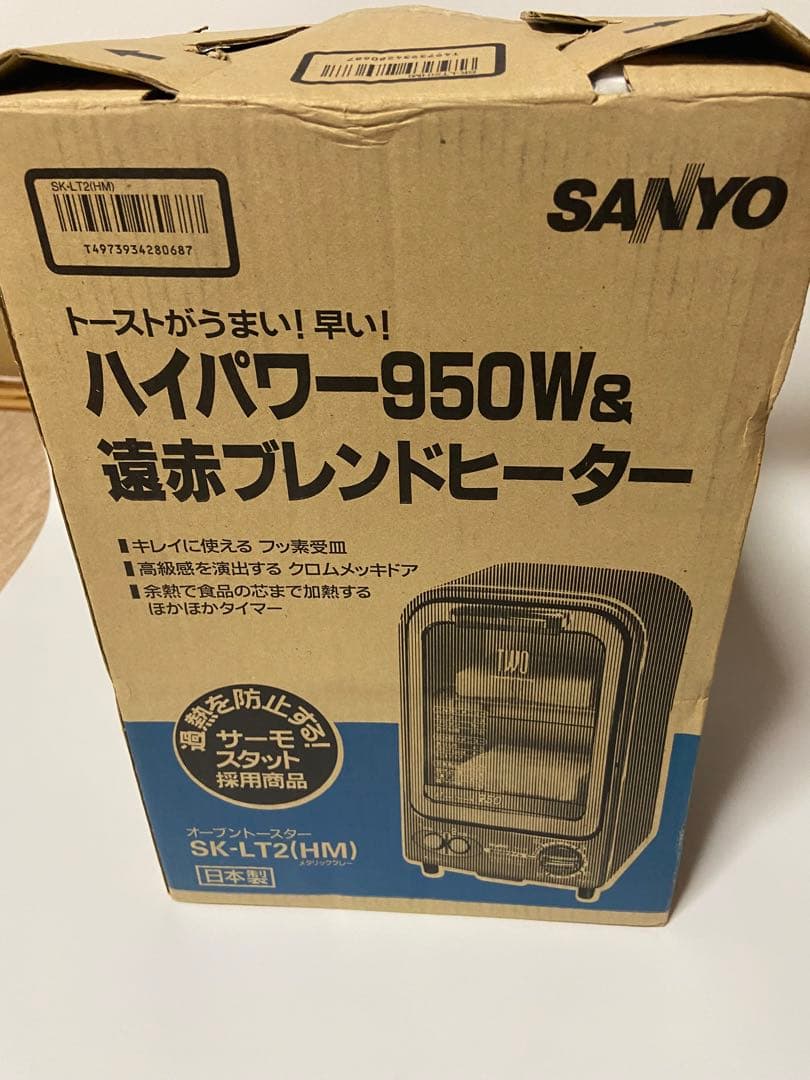 SK-LT2(HM)
T4973934280687
SK-LT2(HM)
T4973934280687
SANYO
トーストがうまい!早い!
ハイパワー950W&
遠赤ブレンドヒーター
キレイに使える フッ素受皿
高級感を演出する クロムメッキドア
余熱で食品の芯まで加熱する
ほかほかタイマー
TWO
950
過熱を防止する!
サーモ
スタット
採用商品
オーブントースター
SK-LT2(HM)
メタリックグレー
日本製